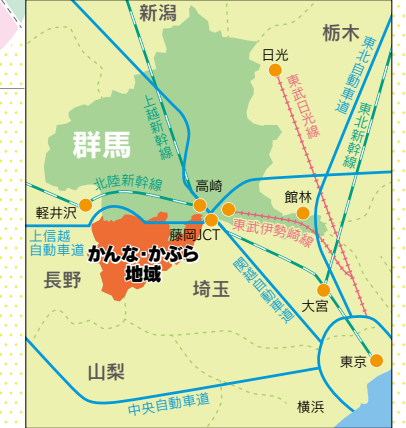 新潟
栃木
日光
東北自動車道
東北新幹線
東武日光線
上越新幹線
群馬
北陸新幹線
高崎
館林
軽井沢
藤岡JCT
東武伊勢崎線
上信越
自動車道
かんな・かぶら
地域
長野
埼玉
関越自動車道
大宮
山梨
東京
中央自動車道
横浜